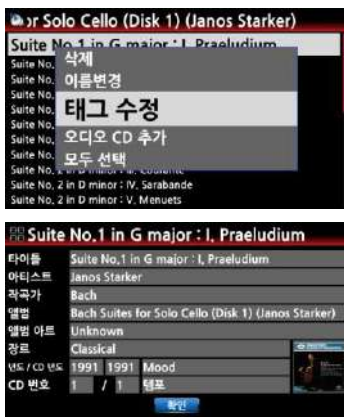 or Solo Cello (Disk 1) (Janos Starker)
Suite No.1 in G major : I. Praeludium
Suite No.
Suite No.
Suite No.
Suite No.
Suite No.
Suite No.
Suite No.
Suite No. 2 in D minor : III. Courante
Suite No. 2 in D minor : IV. Sarabande
Suite No. 2 in D minor : V. Menuets
삭제
이름변경
태그 수정
오디오 CD 추가
모두 선택
Suite No.1 in G major : I. Praeludium
타이틀 Suite No.1 in G major : I. Praeludium
아티스트 Janos Starker
작곡가 Bach
앨범 Bach Suites for Solo Cello (Disk 1) (Janos Starker)
앨범 아트 Unknown
장르 Classical
년도 / CD 년도 1991 1991 Mood
CD 번호 1 / 1 템포
확인